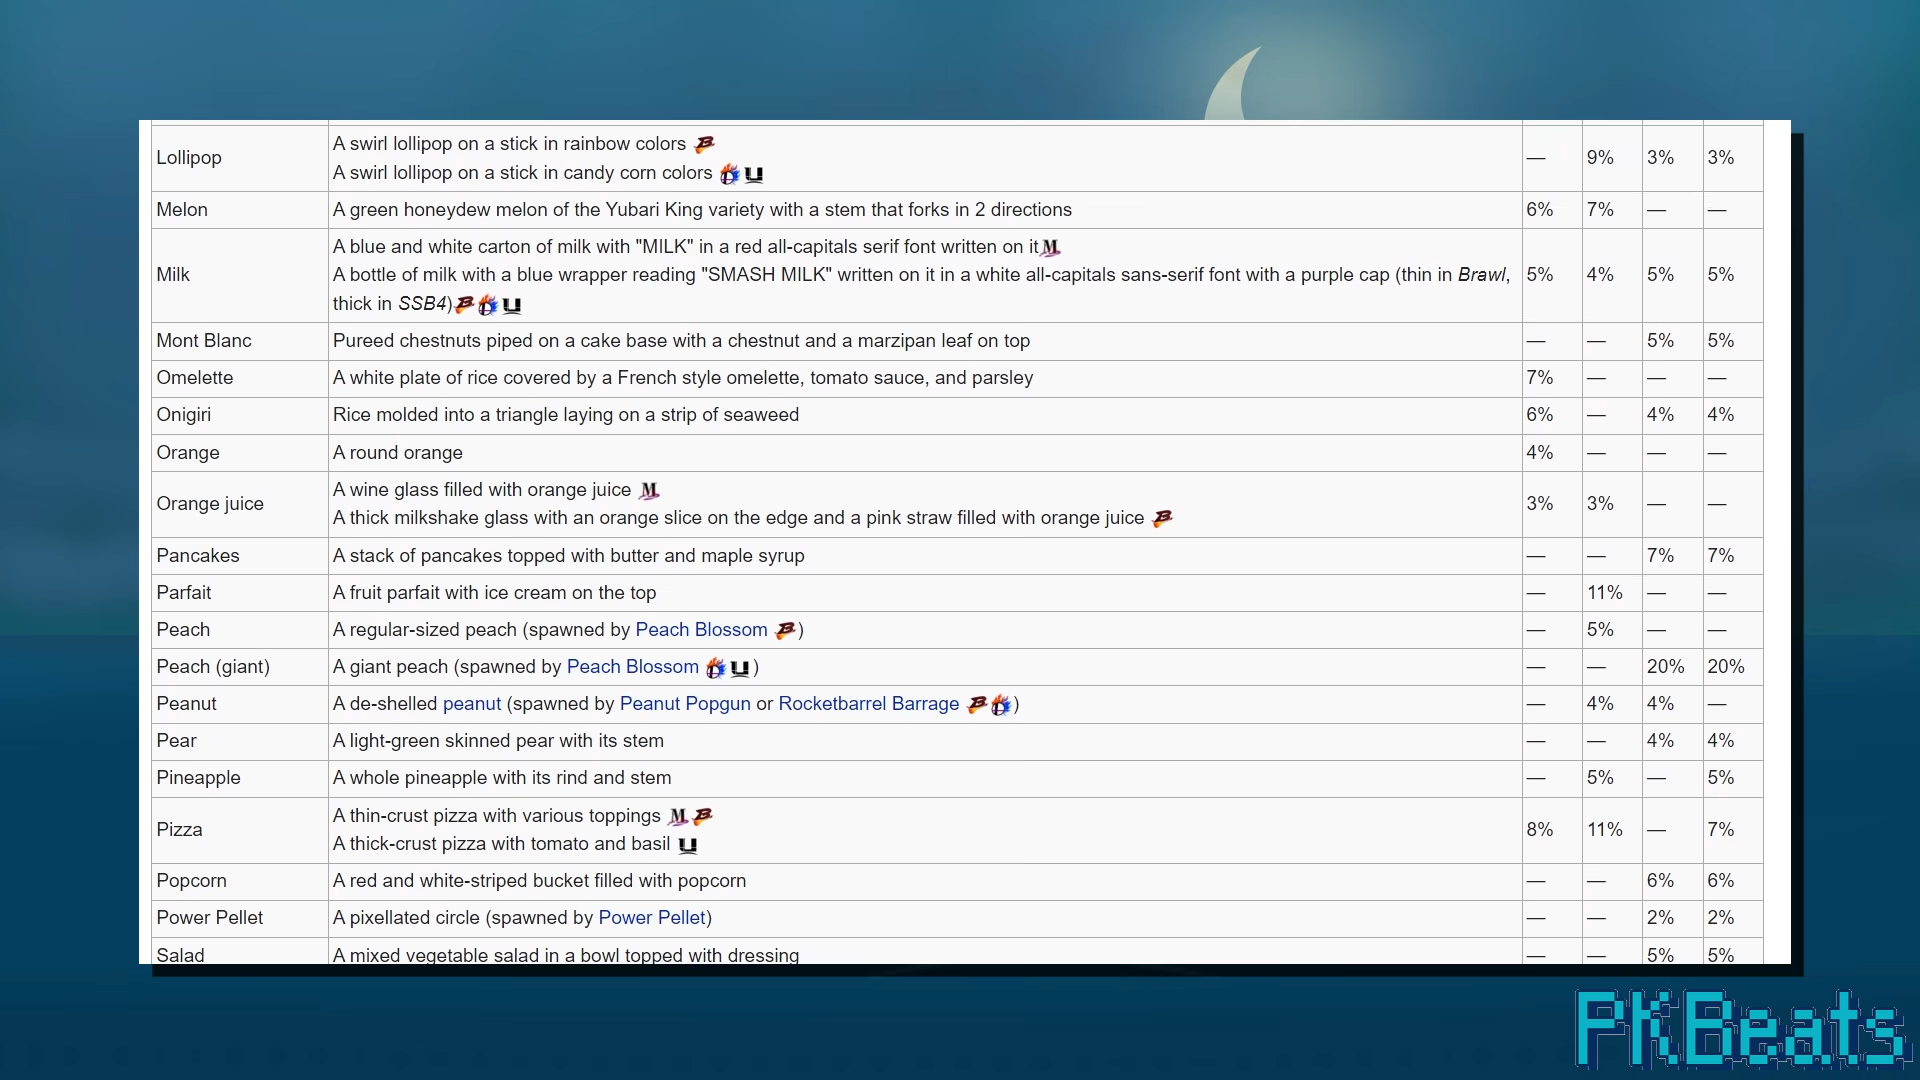 Lollipop
A swirl lollipop on a stick in rainbow colors
A swirl lollipop on a stick in candy corn colors
— 9% 3% 3%
Melon A green honeydew melon of the Yubari King variety with a stem that forks in 2 directions 6% 7% — —
Milk
A blue and white carton of milk with "MILK" in a red all-capitals serif font written on it
A bottle of milk with a blue wrapper reading "SMASH MILK" written on it in a white all-capitals sans-serif font with a purple cap (thin in Brawl,
thick in SSB4)
5% 4% 5% 5%
Mont Blanc Pureed chestnuts piped on a cake base with a chestnut and a marzipan leaf on top — — 5% 5%
Omelette A white plate of rice covered by a French style omelette, tomato sauce, and parsley 7% — — —
Onigiri Rice molded into a triangle laying on a strip of seaweed 6% — 4% 4%
Orange A round orange 4% — — —
Orange juice
A wine glass filled with orange juice
A thick milkshake glass with an orange slice on the edge and a pink straw filled with orange juice
3% 3% — —
Pancakes A stack of pancakes topped with butter and maple syrup — — 7% 7%
Parfait A fruit parfait with ice cream on the top — 11% — —
Peach A regular-sized peach (spawned by Peach Blossom ) — 5% — —
Peach (giant) A giant peach (spawned by Peach Blossom ) — — 20% 20%
Peanut A de-shelled peanut (spawned by Peanut Popgun or Rocketbarrel Barrage ) — 4% 4% —
Pear A light-green skinned pear with its stem — — 4% 4%
Pineapple A whole pineapple with its rind and stem — 5% — 5%
Pizza
A thin-crust pizza with various toppings
A thick-crust pizza with tomato and basil
8% 11% — 7%
Popcorn A red and white-striped bucket filled with popcorn — — 6% 6%
Power Pellet A pixellated circle (spawned by Power Pellet) — — 2% 2%
Salad A mixed vegetable salad in a bowl topped with dressing — — 5% 5%
PKBeats